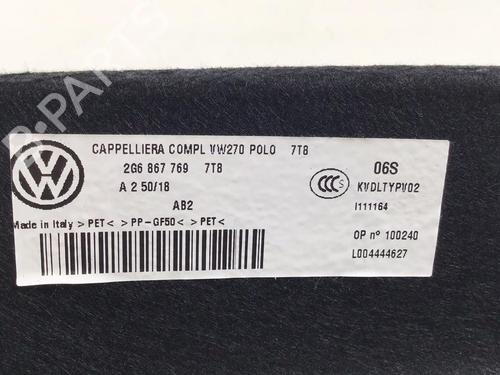 B-PARTS
CAPPELLIERA COMPL VW270 POLO 7T8
2G6 867 769 7T8
A 2 50/18
AB2
Made in Italy >PET< >PP-GF50< >PET<
06S
KVDLTYPV02
I111164
OP nº 100240
L004444627